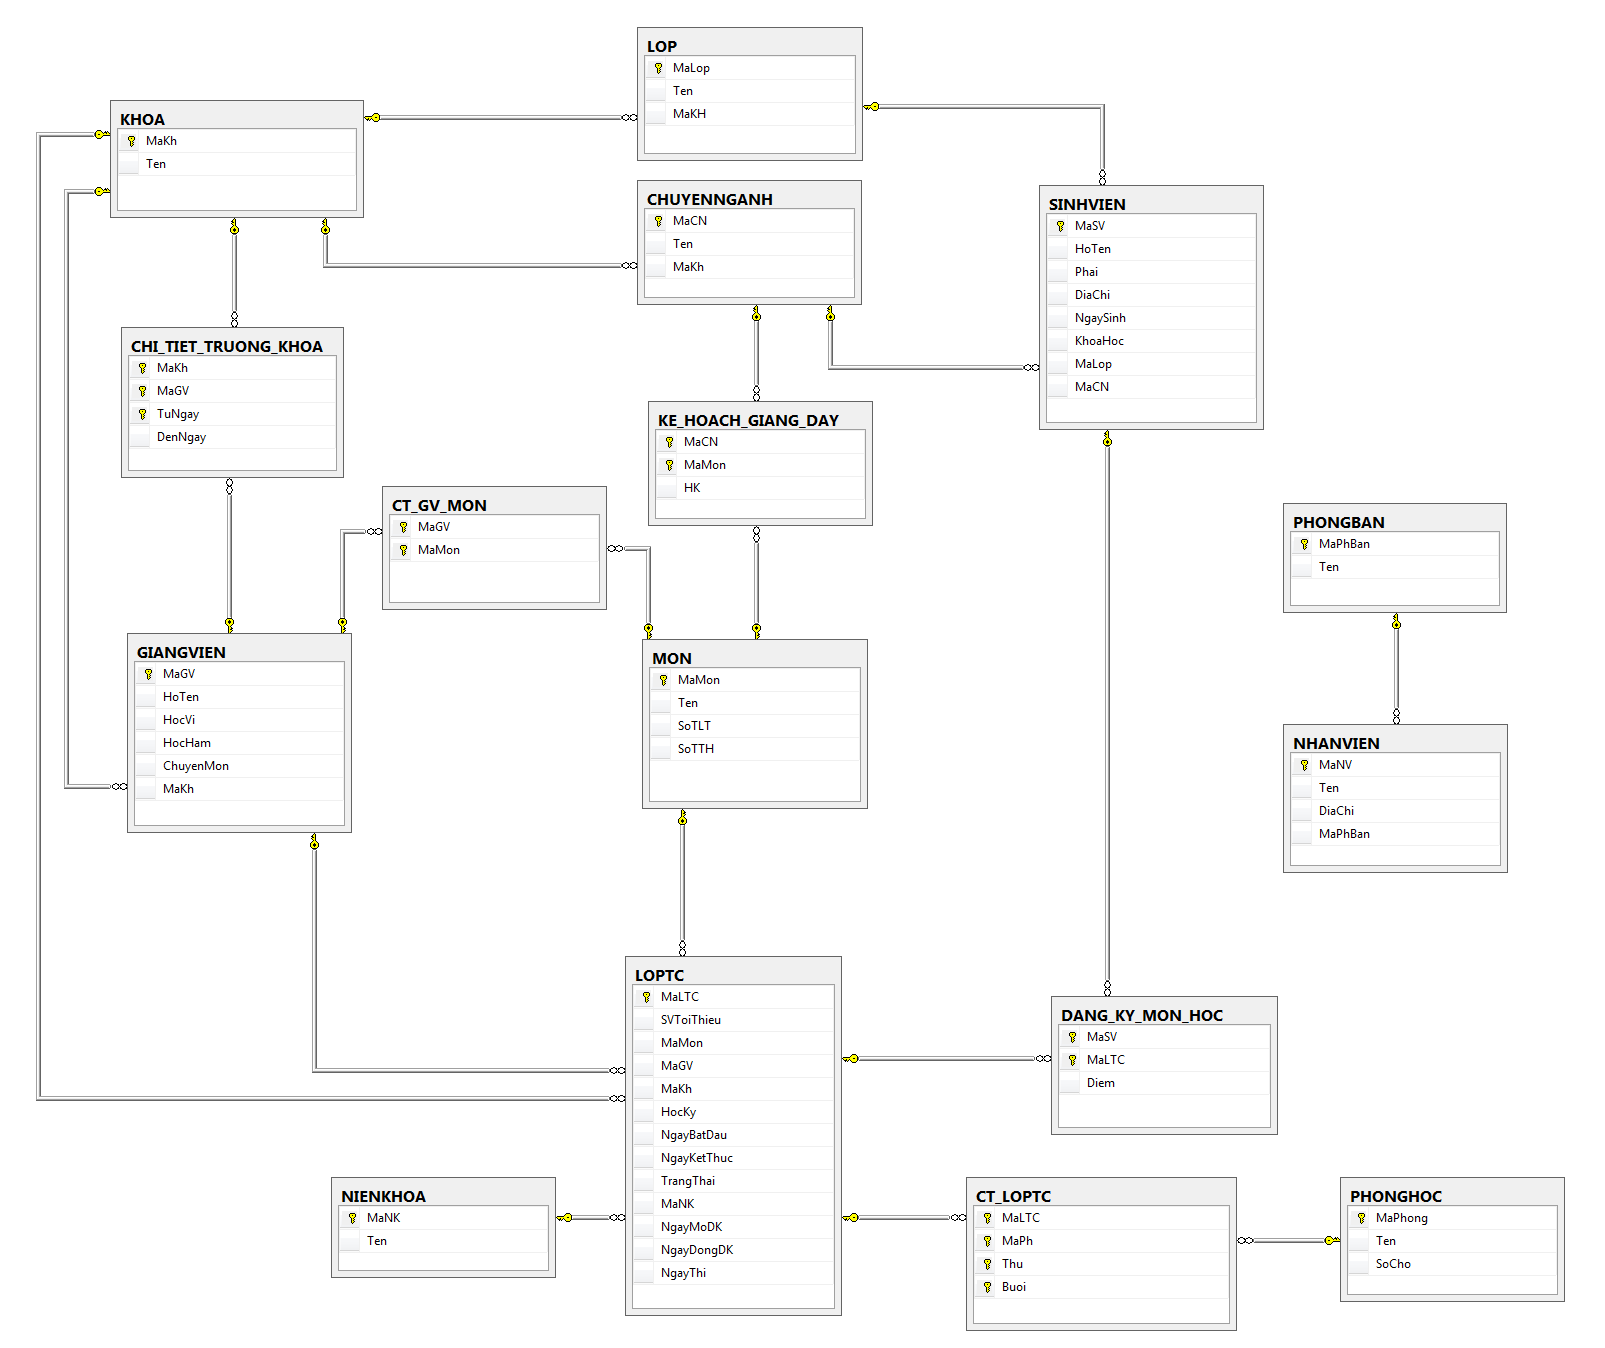 LOP
MaLop
Ten
MaKH
KHOA
MaKh
Ten
CHUYENNGANH
MaCN
Ten
MaKh
SINHVIEN
MaSV
HoTen
Phai
DiaChi
NgaySinh
KhoaHoc
MaLop
MaCN
CHI_TIET_TRUONG_KHOA
MaKh
MaGV
TuNgay
DenNgay
KE_HOACH_GIANG_DAY
MaCN
MaMon
HK
CT_GV_MON
MaGV
MaMon
PHONGBAN
MaPhBan
Ten
GIANGVIEN
MaGV
HoTen
HocVi
HocHam
ChuyenMon
MaKh
MON
MaMon
Ten
SoTLT
SoTTH
NHANVIEN
MaNV
Ten
DiaChi
MaPhBan
LOPTC
MaLTC
SVToiThieu
MaMon
MaGV
MaKh
HocKy
NgayBatDau
NgayKetThuc
TrangThai
MaNK
NgayMoDK
NgayDongDK
NgayThi
DANG_KY_MON_HOC
MaSV
MaLTC
Diem
NIENKHOA
MaNK
Ten
CT_LOPTC
MaLTC
MaPh
Thu
Buoi
PHONGHOC
MaPhong
Ten
SoCho